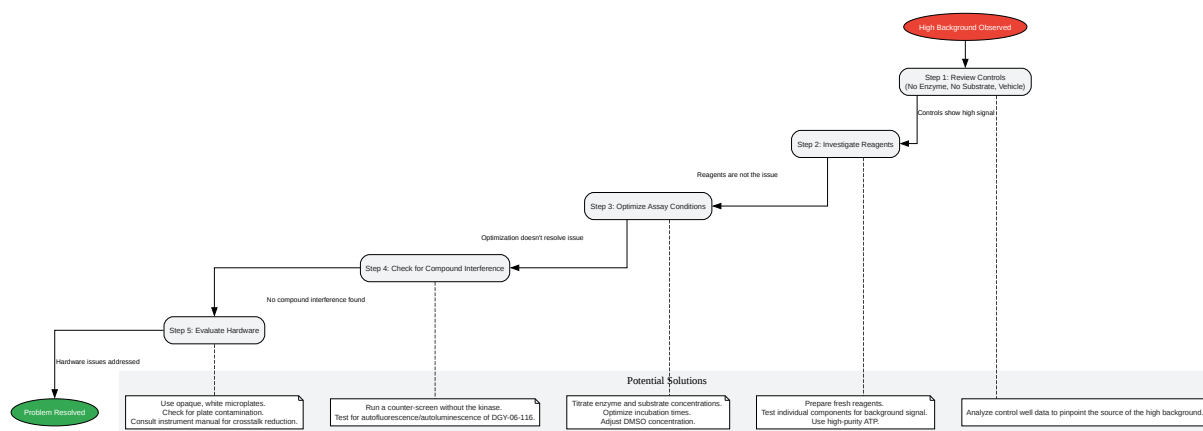 High Background Observed
Step 1: Review Controls
(No Enzyme, No Substrate, Vehicle)
Controls show high signal
Step 2: Investigate Reagents
Reagents are not the issue
Step 3: Optimize Assay Conditions
Optimization doesn't resolve issue
Step 4: Check for Compound Interference
No compound interference found
Step 5: Evaluate Hardware
Hardware issues addressed
Problem Resolved
Potential Solutions
Use opaque, white microplates.
Check for plate contamination.
Consult instrument manual for crosstalk reduction.
Run a counter-screen without the kinase.
Test for autofluorescence/autoluminescence of DGY-06-116.
Titrate enzyme and substrate concentrations.
Optimize incubation times.
Adjust DMSO concentration.
Prepare fresh reagents.
Test individual components for background signal.
Use high-purity ATP.
Analyze control well data to pinpoint the source of the high background.